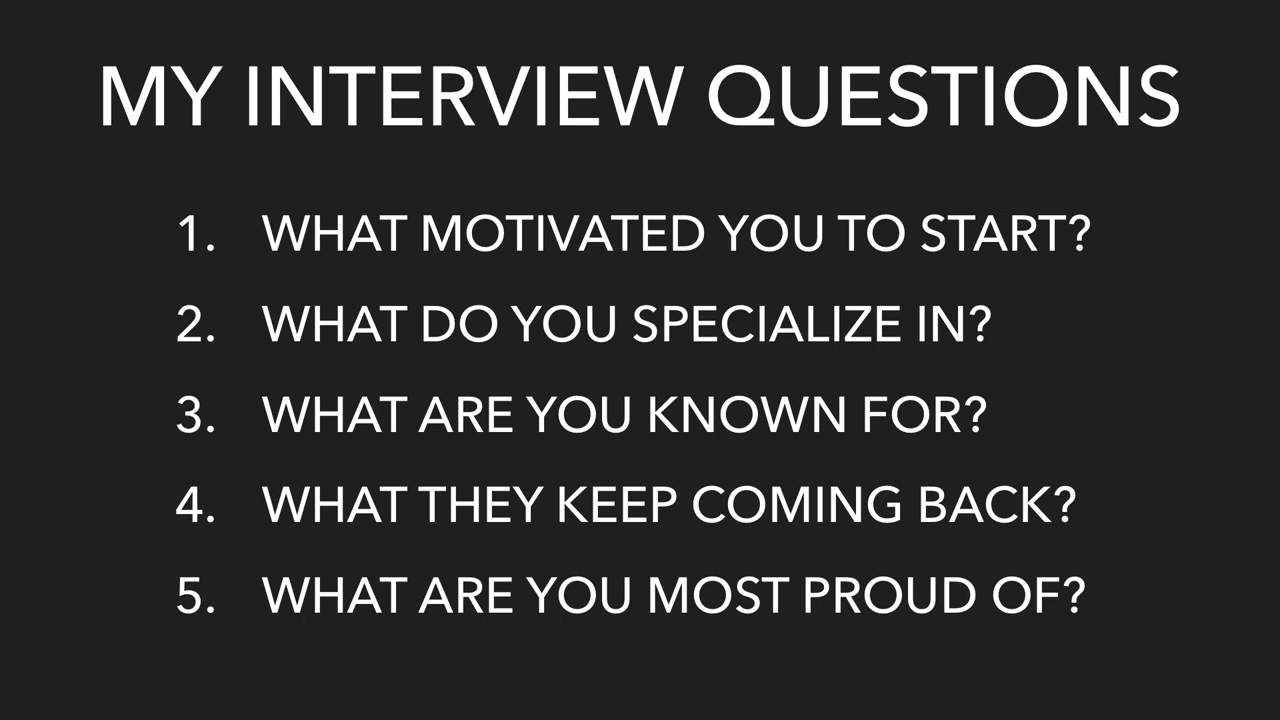 MY INTERVIEW QUESTIONS
1. WHAT MOTIVATED YOU TO START?
2. WHAT DO YOU SPECIALIZE IN?
3. WHAT ARE YOU KNOWN FOR?
4. WHAT THEY KEEP COMING BACK?
5. WHAT ARE YOU MOST PROUD OF?